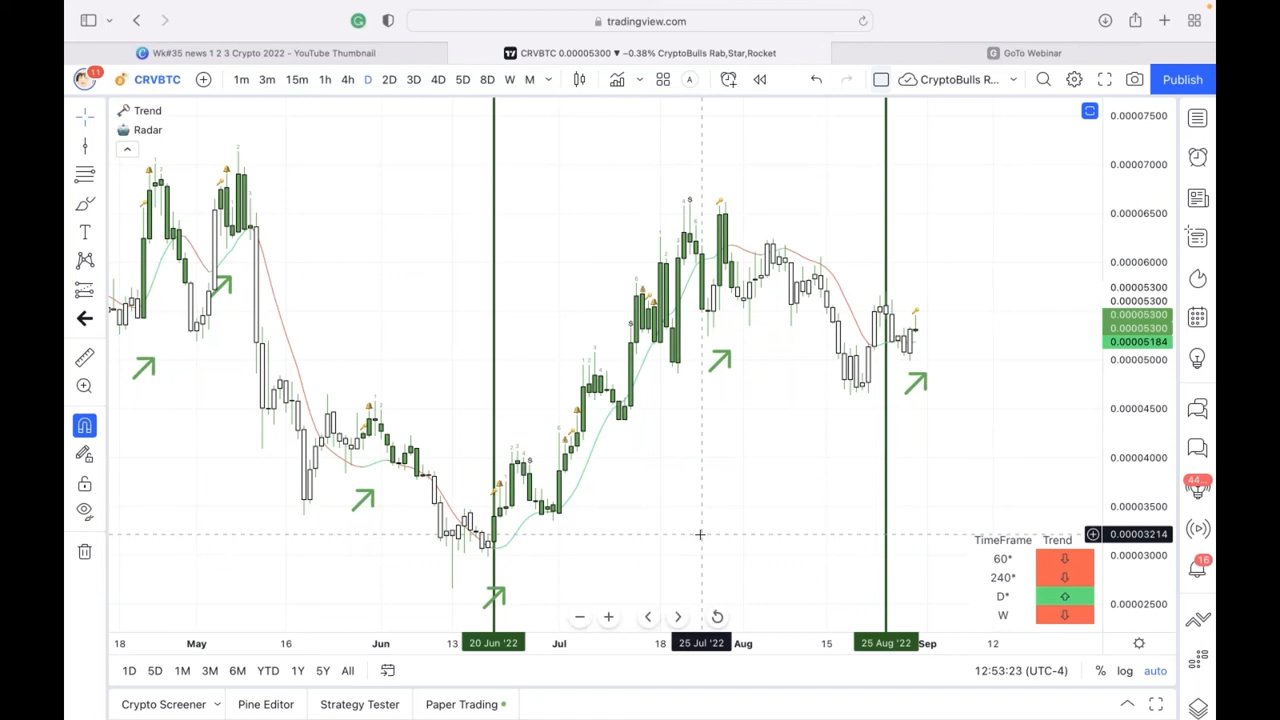 tradingview.com
Wk#35 news 1 2 3 Crypto 2022 - YouTube Thumbnail
CRVBTC 0.00005300 ▼ −0.38% CryptoBulls Rab,Star,Rocket
GoTo Webinar
11
CRVBTC
1m 3m 15m 1h 4h D 2D 3D 4D 5D 8D W M
A
CryptoBulls R...
Publish
Trend
Radar
0.00007500
0.00007000
0.00006500
0.00006000
0.00005300
0.00005300
0.00005300
0.00005300
0.00005184
0.00005000
0.00004500
0.00004000
0.00003500
0.00003214
0.00003000
0.00002500
44...
16
TimeFrame Trend
60*
240*
D*
W
18 May 16 Jun 13 20 Jun '22 Jul 18 25 Jul '22 Aug 15 25 Aug '22 Sep 12
1D 5D 1M 3M 6M YTD 1Y 5Y All
12:53:23 (UTC-4)
% log auto
Crypto Screener Pine Editor Strategy Tester Paper Trading